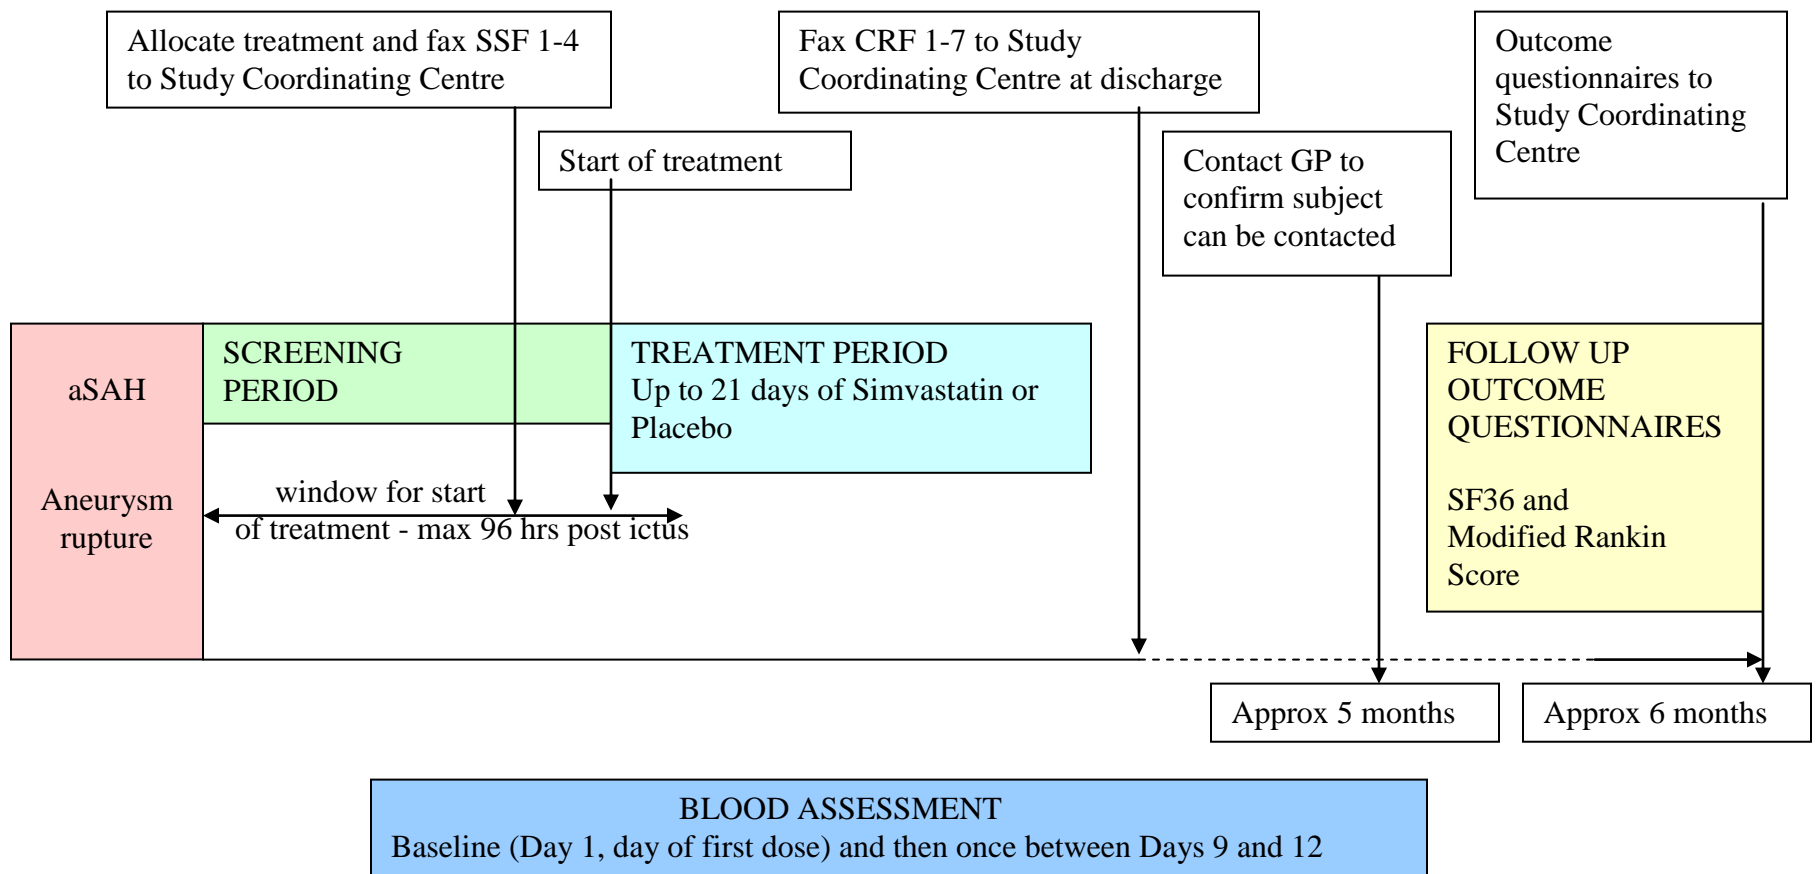 Allocate treatment and fax SSF 1-4
to Study Coordinating Centre
Fax CRF 1-7 to Study
Coordinating Centre at discharge
Outcome
questionnaires to
Study Coordinating
Centre
Start of treatment
Contact GP to
confirm subject
can be contacted
aSAH
Aneurysm
rupture
SCREENING
PERIOD
TREATMENT PERIOD
Up to 21 days of Simvastatin or
Placebo
window for start
of treatment - max 96 hrs post ictus
FOLLOW UP
OUTCOME
QUESTIONNAIRES
SF36 and
Modified Rankin
Score
Approx 5 months
Approx 6 months
BLOOD ASSESSMENT
Baseline (Day 1, day of first dose) and then once between Days 9 and 12